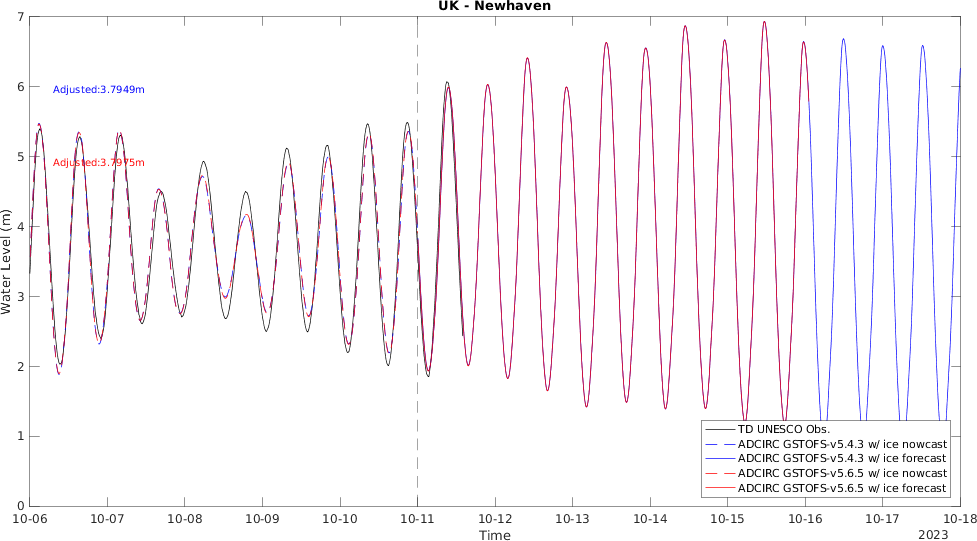 UK - Newhaven
7
6
5
4
3
2
1
0
Water Level (m)
Adjusted:3.7949m
Adjusted:3.7975m
TD UNESCO Obs.
ADCIRC GSTOFS-v5.4.3 w/ ice nowcast
ADCIRC GSTOFS-v5.4.3 w/ ice forecast
ADCIRC GSTOFS-v5.6.5 w/ ice nowcast
ADCIRC GSTOFS-v5.6.5 w/ ice forecast
10-06 10-07 10-08 10-09 10-10 10-11 10-12 10-13 10-14 10-15 10-16 10-17 10-18
Time
2023